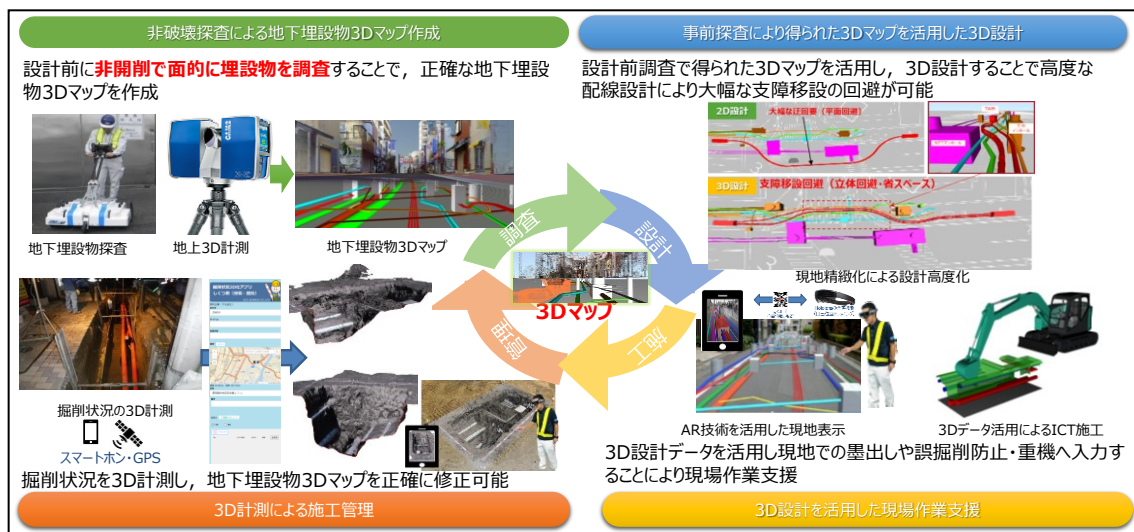 非破壊探査による地下埋設物3Dマップ作成
設計前に非開削で面的に埋設物を調査することで，正確な地下埋設
物3Dマップを作成
地下埋設物探査
地上3D計測
地下埋設物3Dマップ
事前探査により得られた3Dマップを活用した3D設計
設計前調査で得られた3Dマップを活用し，3D設計することで高度な
配線設計により大幅な支障移設の回避が可能
2D設計
大幅な迂回要（平面回避）
3D設計
支障移設回避（立体回避・省スペース）
現地精緻化による設計高度化
調査
設計
施工
管理
3Dマップ
掘削状況の3D計測
スマートホン・GPS
掘削状況を3D計測し，地下埋設物3Dマップを正確に修正可能
3D計測による施工管理
AR技術を活用した現地表示
3Dデータ活用によるICT施工
3D設計データを活用し現地での墨出しや誤掘削防止・重機へ入力す
ることにより現場作業支援
3D設計を活用した現場作業支援